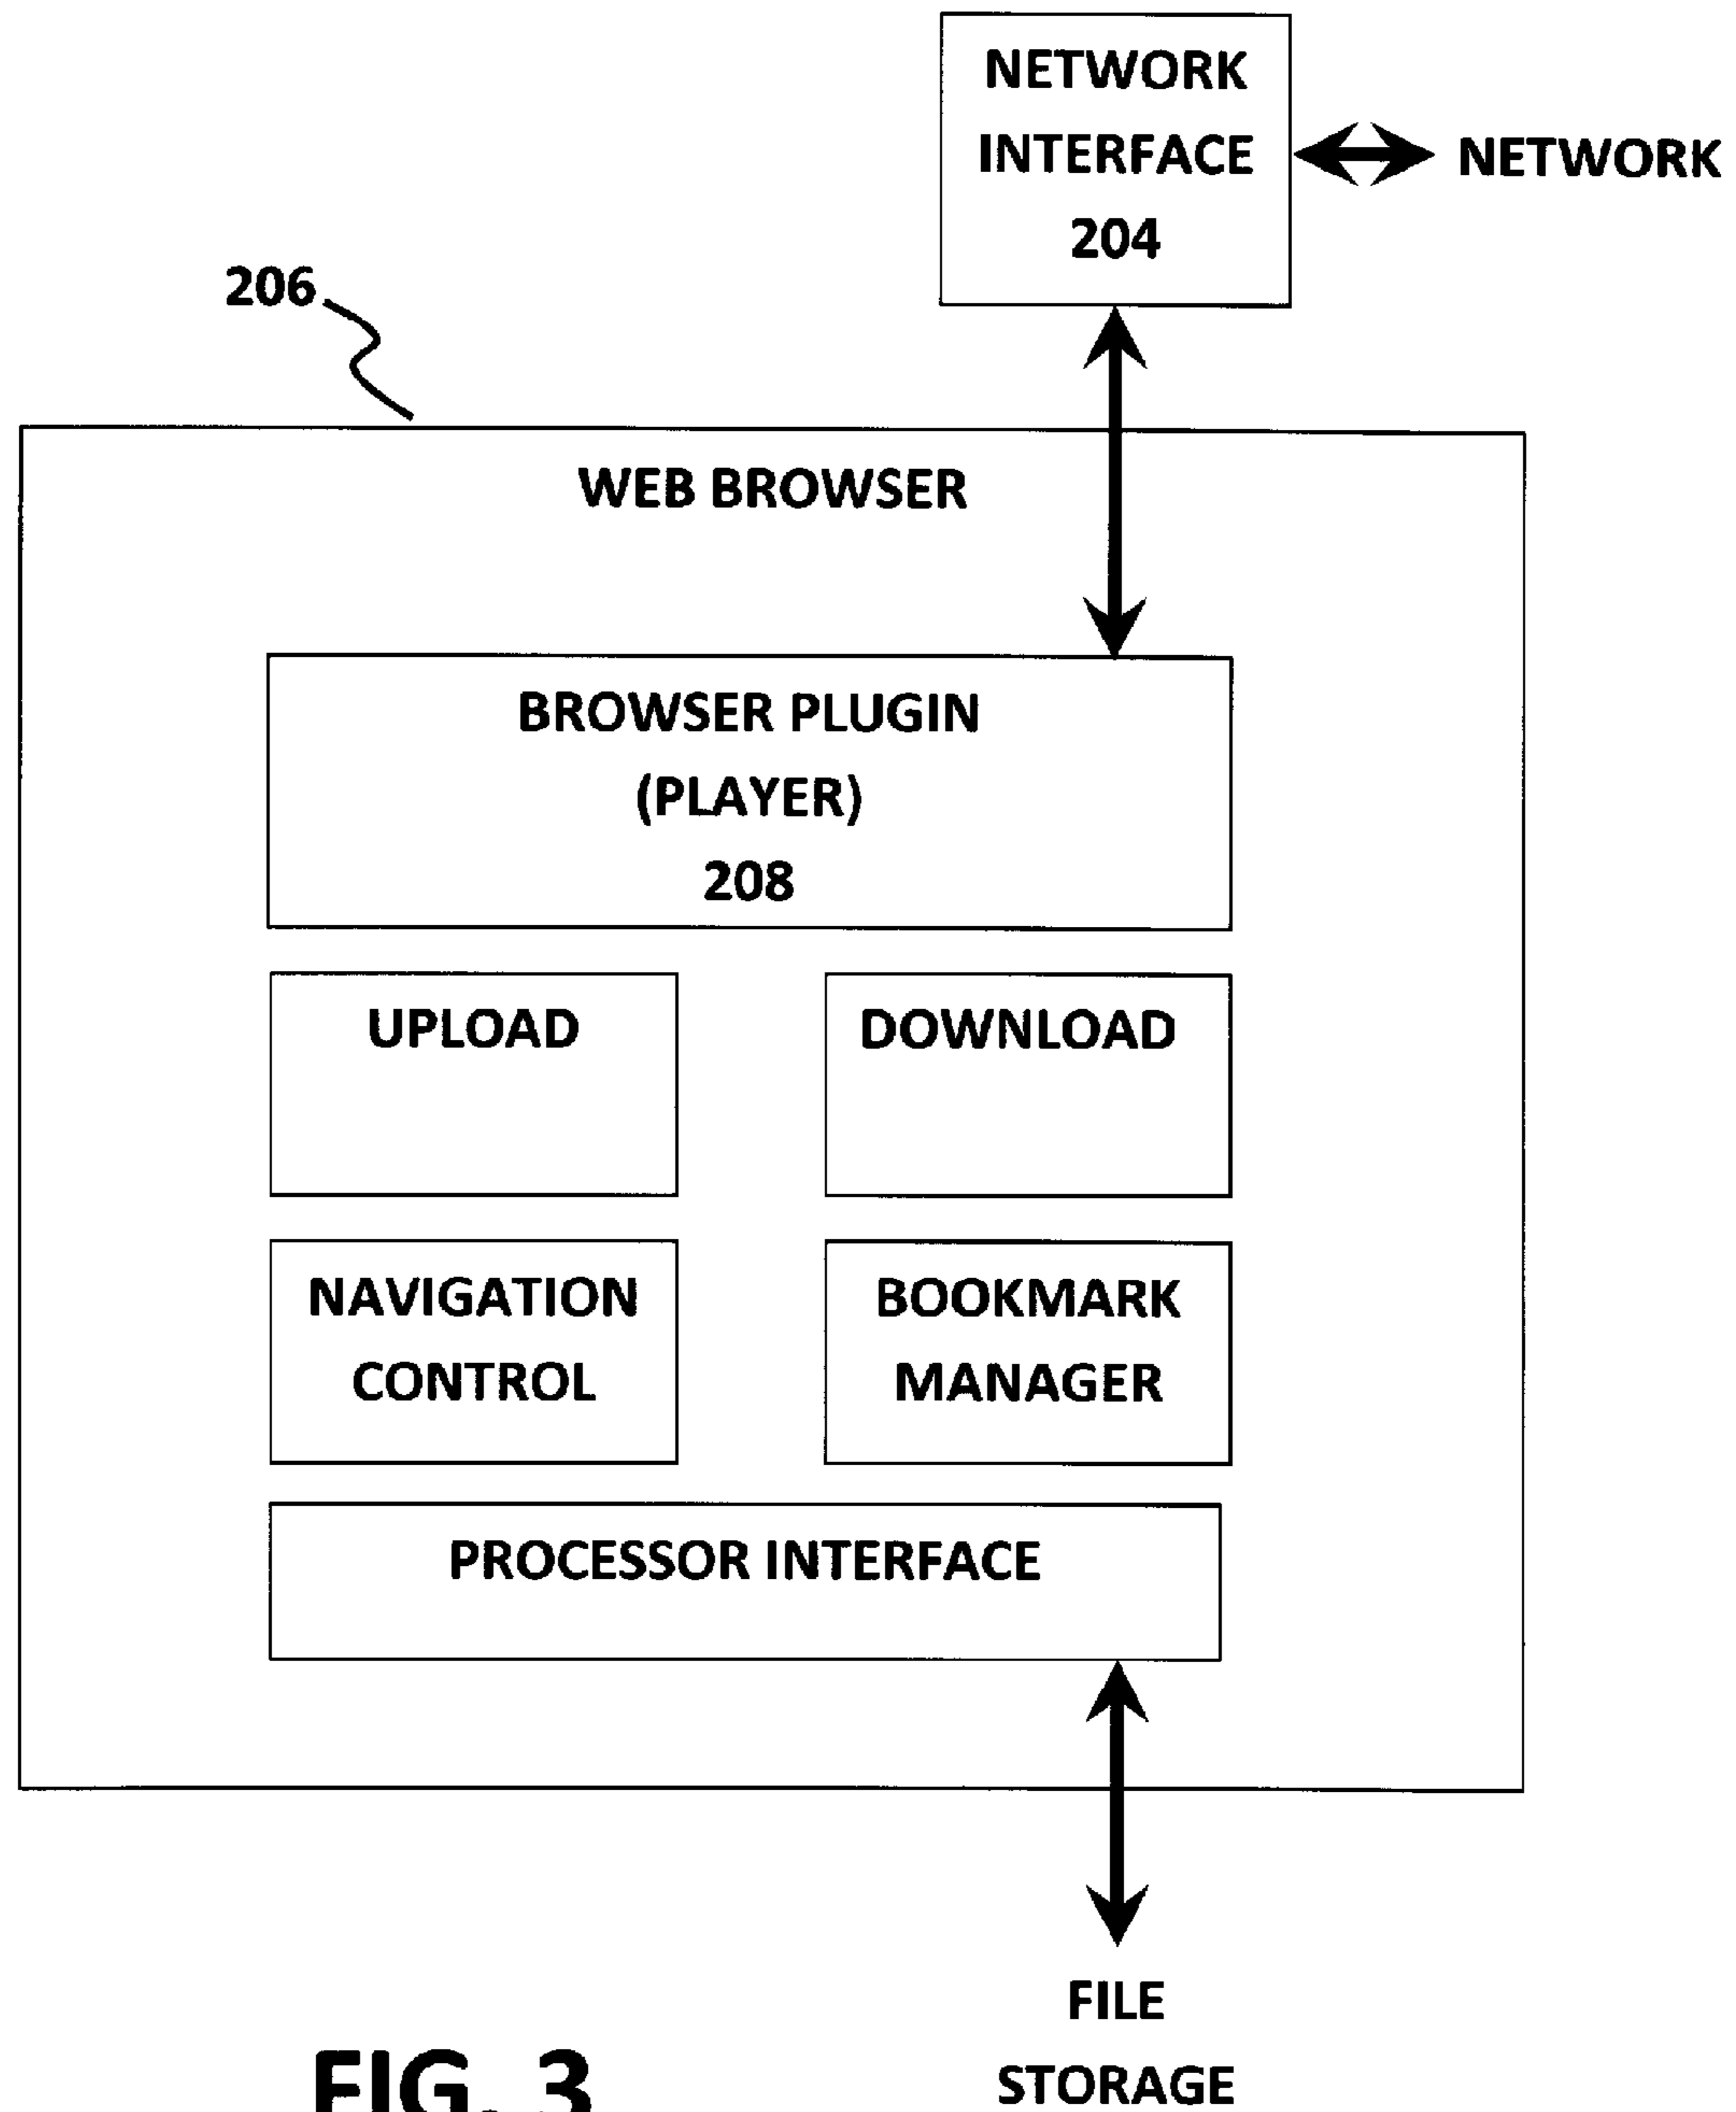 NETWORK
INTERFACE
204
NETWORK
206
WEB BROWSER
BROWSER PLUGIN
(PLAYER)
208
UPLOAD
DOWNLOAD
NAVIGATION
CONTROL
BOOKMARK
MANAGER
PROCESSOR INTERFACE
FILE
STORAGE
FIG. 3